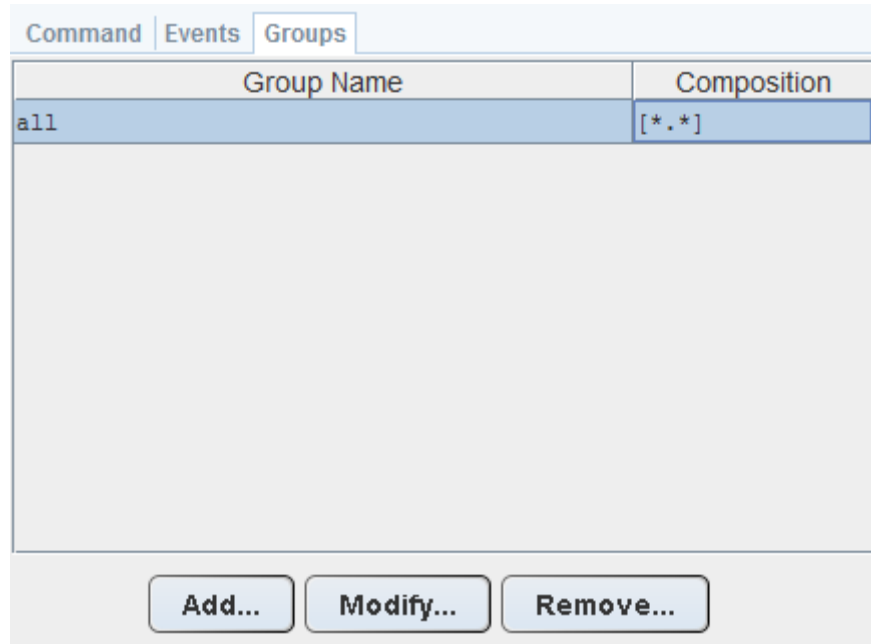 Command Events Groups
Group Name Composition
all [*.*]
Add... Modify... Remove...